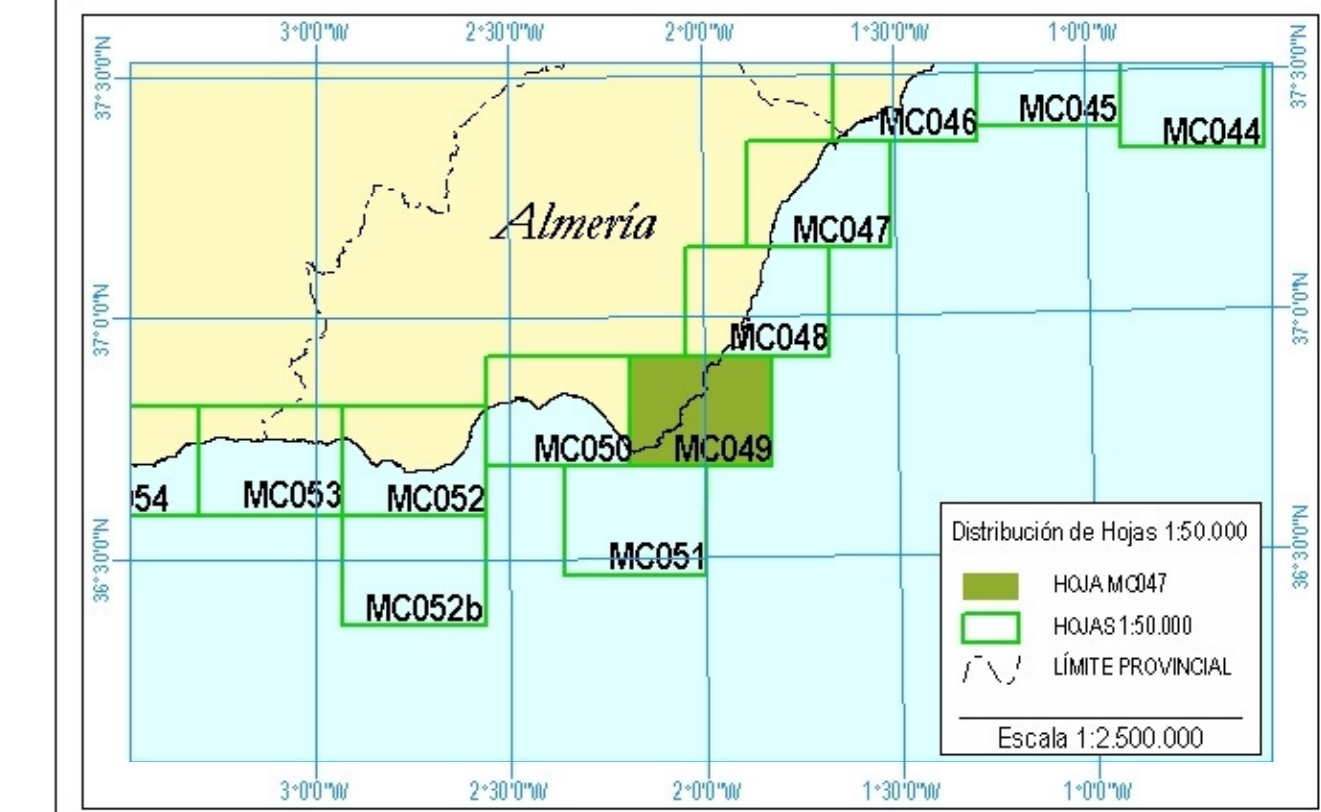 3°0'0"W 2°30'0"W 2°0'0"W 1°30'0"W 1°0'0"W
37°30'0"N
37°30'0"N
MC046
MC045
MC044
Almería
MC047
37°0'0"N
37°0'0"N
MC048
MC050
MC049
54
MC053
MC052
MC051
36°30'0"N
36°30'0"N
MC052b
Distribución de Hojas 1:50.000
HOJA MC047
HOJAS 1:50.000
LÍMITE PROVINCIAL
Escala 1:2.500.000
3°0'0"W 2°30'0"W 2°0'0"W 1°30'0"W 1°0'0"W